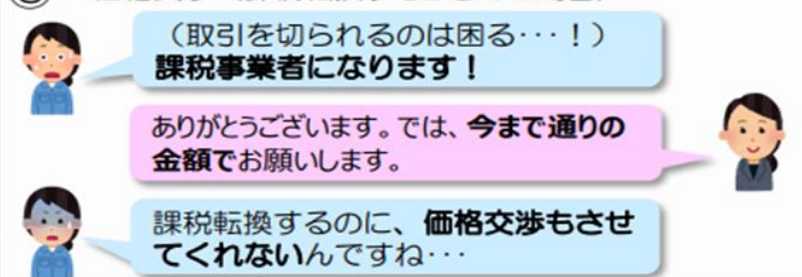 （取引を切られるのは困る･･･！）
課税事業者になります！
ありがとうございます。では、今まで通りの
金額でお願いします。
課税転換するのに、価格交渉もさせ
てくれないんですね･･･